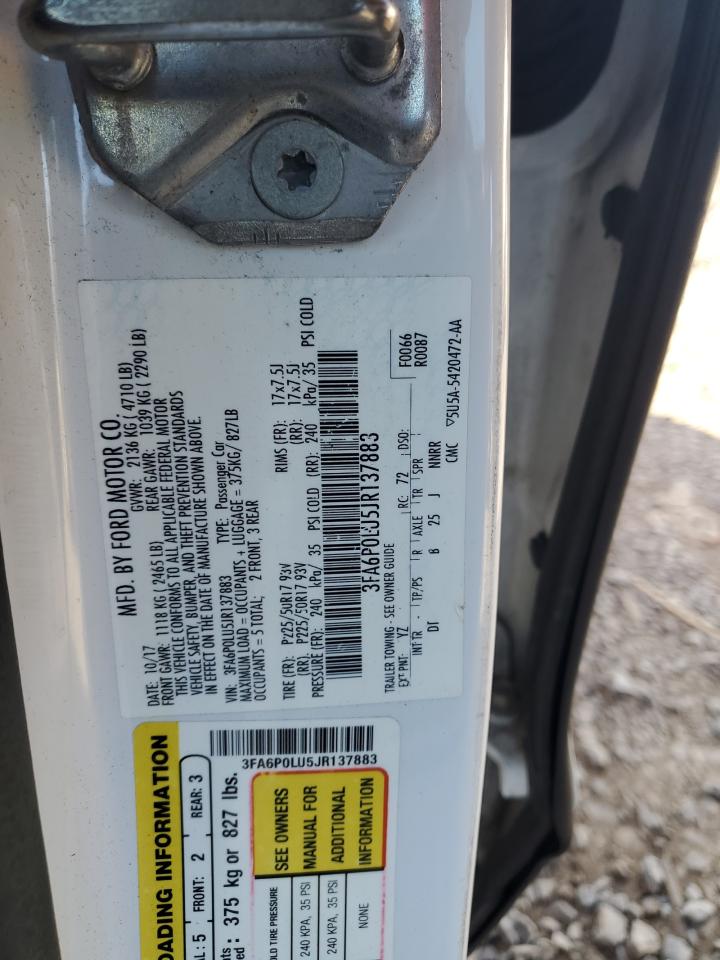 MFD. BY FORD MOTOR CO.
DATE: 10/17 GVWR: 2136 KG ( 4710 LB)
FRONT GAWR: 1118 KG (2465 LB) REAR GAWR: 1039 KG ( 2290 LB)
THIS VEHICLE CONFORMS TO ALL APPLICABLE FEDERAL MOTOR
VEHICLE SAFETY, BUMPER, AND THEFT PREVENTION STANDARDS
IN EFFECT ON THE DATE OF MANUFACTURE SHOWN ABOVE.
VIN: 3FA6P0LU5JR137883 TYPE: Passenger Car
MAXIMUM LOAD = OCCUPANTS + LUGGAGE = 375KG/ 827LB
OCCUPANTS = 5 TOTAL; 2 FRONT, 3 REAR
TIRE (FR): P225/50R17 93V RIMS (FR): 17x7.5J
(RR): P225/50R17 93V (RR): 17x7.5J
PRESSURE (FR): 240 kPa/ 35 PSI COLD (RR): 240 kPa/ 35 PSI COLD
3FA6P0LU5JR137883
TRAILER TOWING - SEE OWNER GUIDE F0066
EXT PNT: YZ RC: 72 DSO: R0087
INT TR TP/PS R AXLE TR SPR
DT B 25 J NNRR
CMC ▽5U5A-5420472-AA
OADING INFORMATION
AL: 5 FRONT: 2 REAR: 3
nts
ed : 375 kg or 827 lbs.
3FA6P0LU5JR137883
OLD TIRE PRESSURE
240 KPA, 35 PSI
240 KPA, 35 PSI
NONE
SEE OWNERS
MANUAL FOR
ADDITIONAL
INFORMATION